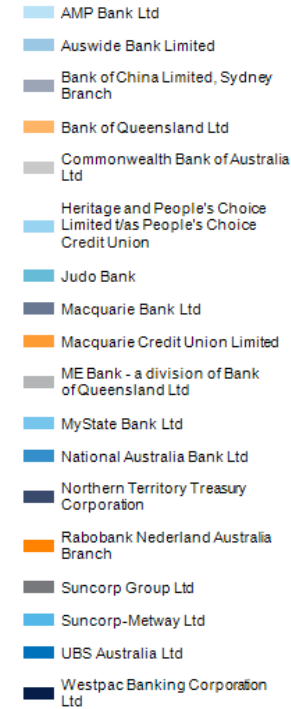 AMP Bank Ltd
Auswide Bank Limited
Bank of China Limited, Sydney
Branch
Bank of Queensland Ltd
Commonwealth Bank of Australia
Ltd
Heritage and People's Choice
Limited t/as People's Choice
Credit Union
Judo Bank
Macquarie Bank Ltd
Macquarie Credit Union Limited
ME Bank - a division of Bank
of Queensland Ltd
MyState Bank Ltd
National Australia Bank Ltd
Northern Territory Treasury
Corporation
Rabobank Nederland Australia
Branch
Suncorp Group Ltd
Suncorp-Metway Ltd
UBS Australia Ltd
Westpac Banking Corporation
Ltd